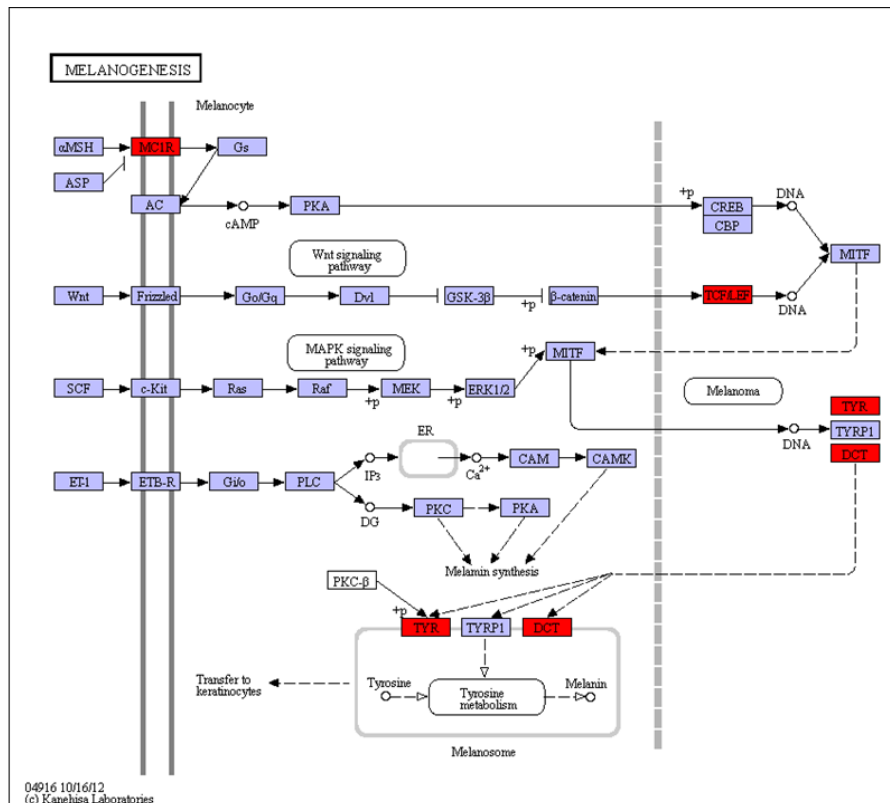 MELANOGENESIS
Melanocyte
αMSH
MC1R
Gs
ASP
AC
cAMP
PKA
+p
CREB
CBP
DNA
MITF
Wnt signaling
pathway
Wnt
Frizzled
Go/Gq
Dvl
GSK-3β
+p
β-catenin
TCF/LEF
DNA
MAPK signaling
pathway
+p
MITF
SCF
c-Kit
Ras
Raf
+p
MEK
+p
ERK1/2
Melanoma
TYR
DNA
TYRP1
DCT
ER
ET-1
ETB-R
Gi/o
PLC
IP3
Ca2+
CAM
CAMK
DG
PKC
PKA
Melamin synthesis
PKC-β
+p
TYR
TYRP1
DCT
Transfer to
keratinocytes
Tyrosine
Tyrosine
metabolism
Melanin
Melanosome
04916 10/16/12
(c) Kanehisa Laboratories